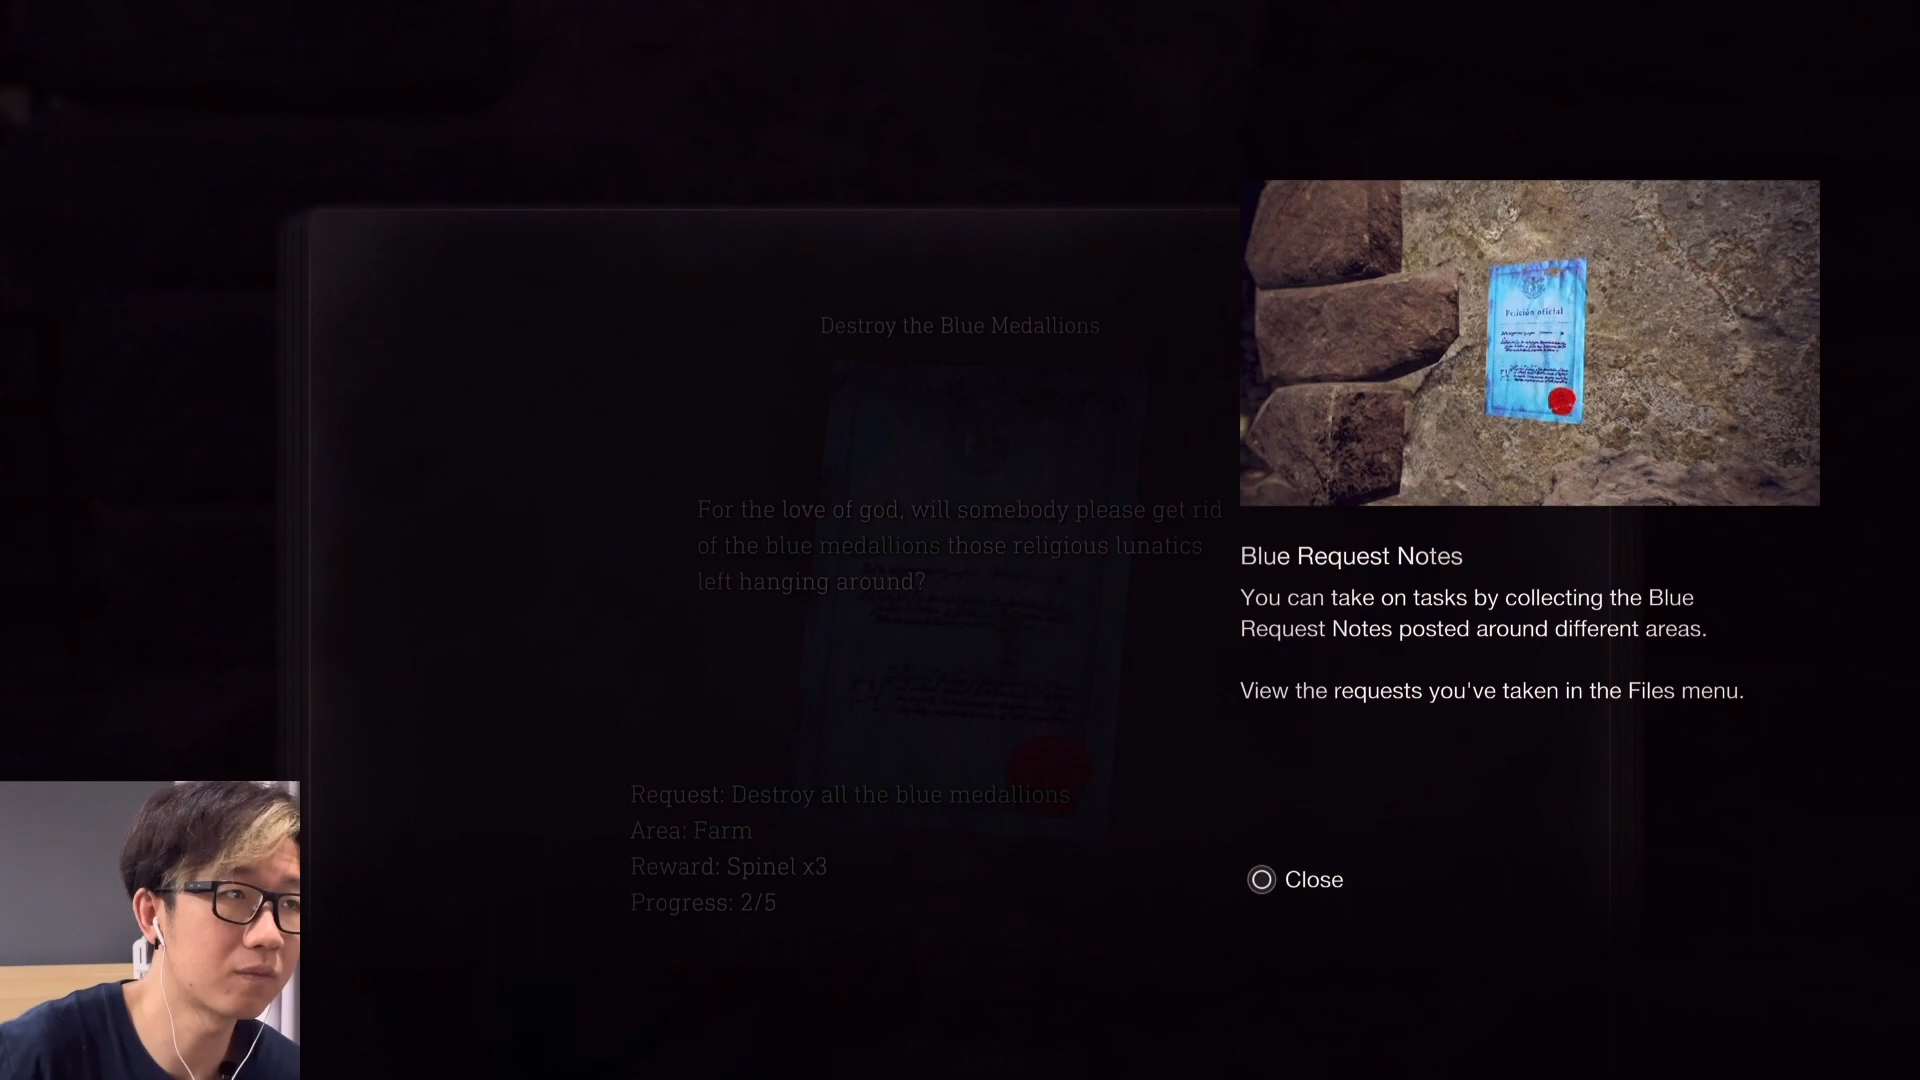 Destroy the Blue Medallions
For the love of god, will somebody please get rid
of the blue medallions those religious lunatics
left hanging around?
Request: Destroy all the blue medallions
Area: Farm
Reward: Spinel x3
Progress: 2/5
Petición oficial
Blue Request Notes
You can take on tasks by collecting the Blue
Request Notes posted around different areas.
View the requests you've taken in the Files menu.
Close